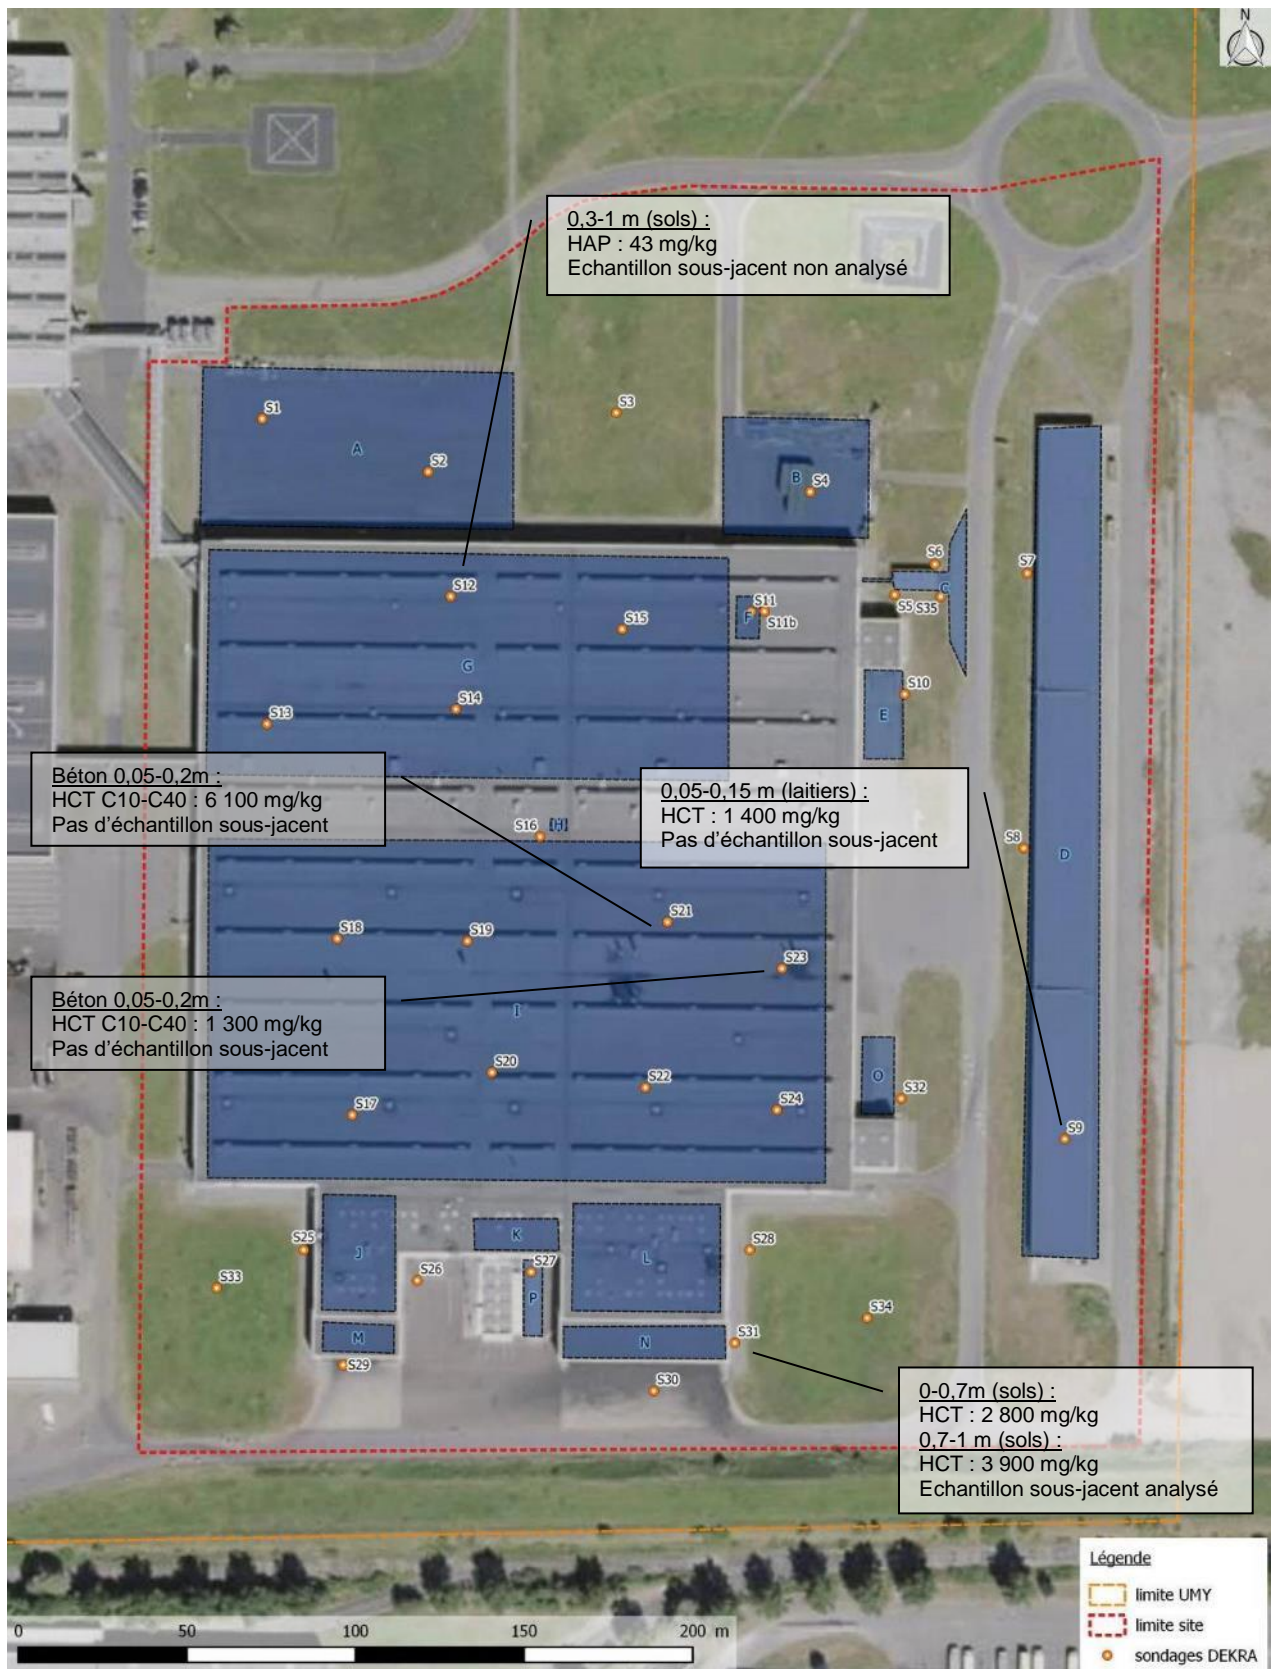 N
0,3-1 m (sols) :
HAP : 43 mg/kg
Echantillon sous-jacent non analysé
S1
S3
A
S2
B
S4
S6
S7
C
S5
S35
S12
S11
F
S11b
S15
G
S10
S14
E
S13
Béton 0,05-0,2m :
HCT C10-C40 : 6 100 mg/kg
Pas d'échantillon sous-jacent
0,05-0,15 m (laitiers) :
HCT : 1 400 mg/kg
Pas d'échantillon sous-jacent
S16
H
S8
D
S21
S18
S19
S23
Béton 0,05-0,2m :
HCT C10-C40 : 1 300 mg/kg
Pas d'échantillon sous-jacent
I
S20
O
S22
S32
S17
S24
S9
K
S25
J
L
S28
S27
S26
S33
P
S34
M
N
S31
S29
S30
0-0,7m (sols) :
HCT : 2 800 mg/kg
0,7-1 m (sols) :
HCT : 3 900 mg/kg
Echantillon sous-jacent analysé
Légende
limite UMY
limite site
sondages DEKRA
0 50 100 150 200 m